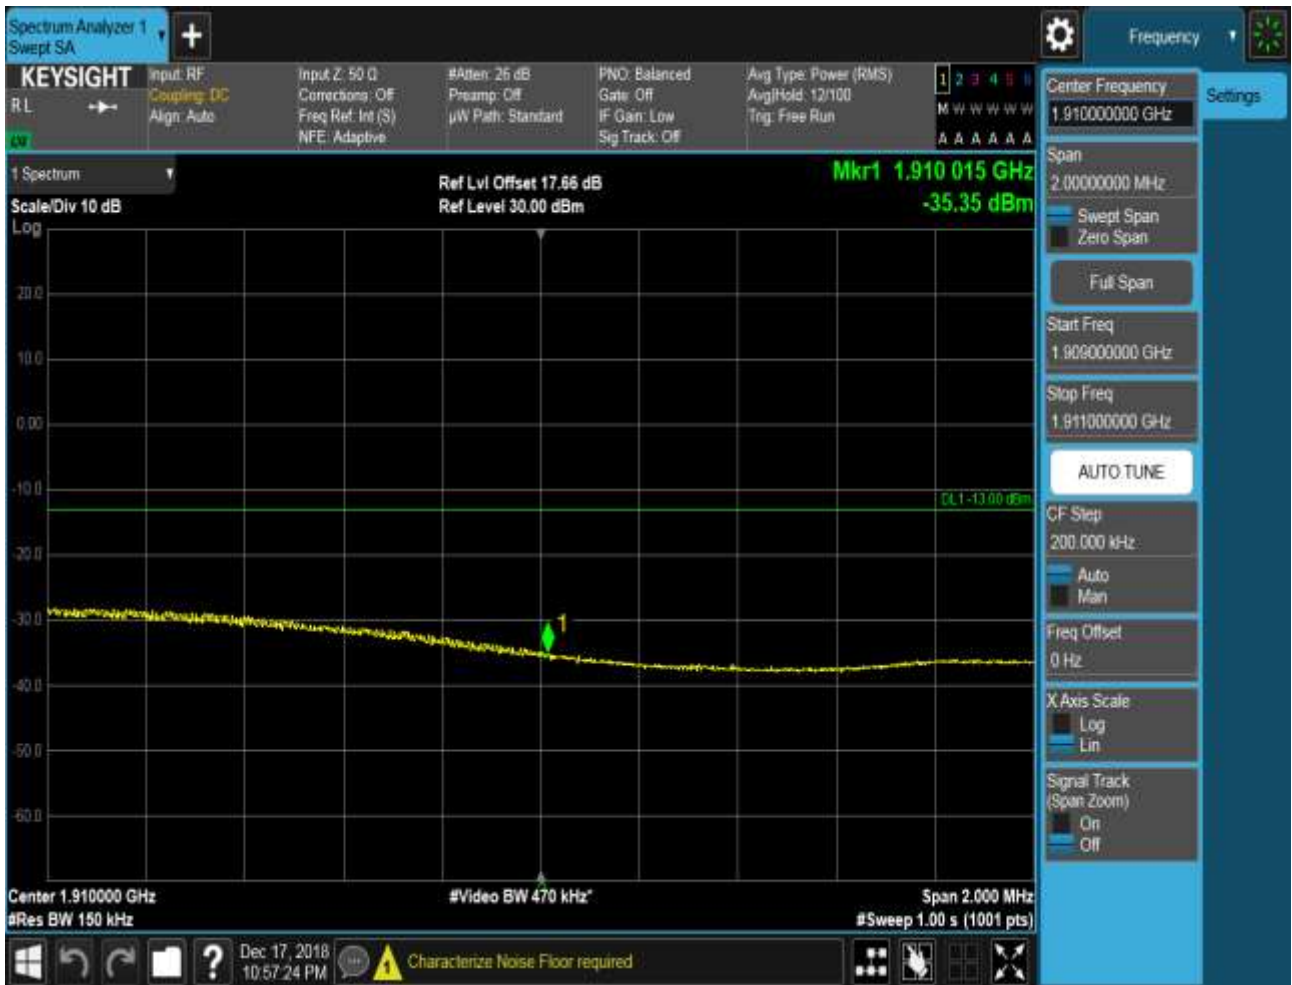 Spectrum Analyzer 1
Swept SA
Frequency
KEYSIGHT
R L
Input: RF
Coupling: DC
Align: Auto
Input Z: 50 Ω
Corrections: Off
Freq Ref: Int (S)
NFE: Adaptive
#Atten: 26 dB
Preamp: Off
µW Path: Standard
PNO: Balanced
Gate: Off
IF Gain: Low
Sig Track: Off
Avg Type: Power (RMS)
Avg|Hold: 12/100
Trig: Free Run
1 2 3 4 5 6
M W W W W W
A A A A A A
1 Spectrum
Scale/Div 10 dB
Log
Ref Lvl Offset 17.66 dB
Ref Level 30.00 dBm
Mkr1 1.910 015 GHz
-35.35 dBm
20.0
10.0
0.00
-10.0
DL1 -13.00 dBm
-20.0
-30.0
1
-40.0
-50.0
-60.0
Center 1.910000 GHz
#Res BW 150 kHz
#Video BW 470 kHz*
Span 2.000 MHz
#Sweep 1.00 s (1001 pts)
Center Frequency
1.910000000 GHz
Settings
Span
2.00000000 MHz
Swept Span
Zero Span
Full Span
Start Freq
1.909000000 GHz
Stop Freq
1.911000000 GHz
AUTO TUNE
CF Step
200.000 kHz
Auto
Man
Freq Offset
0 Hz
X Axis Scale
Log
Lin
Signal Track
(Span Zoom)
On
Off
Dec 17, 2018
10:57:24 PM
Characterize Noise Floor required